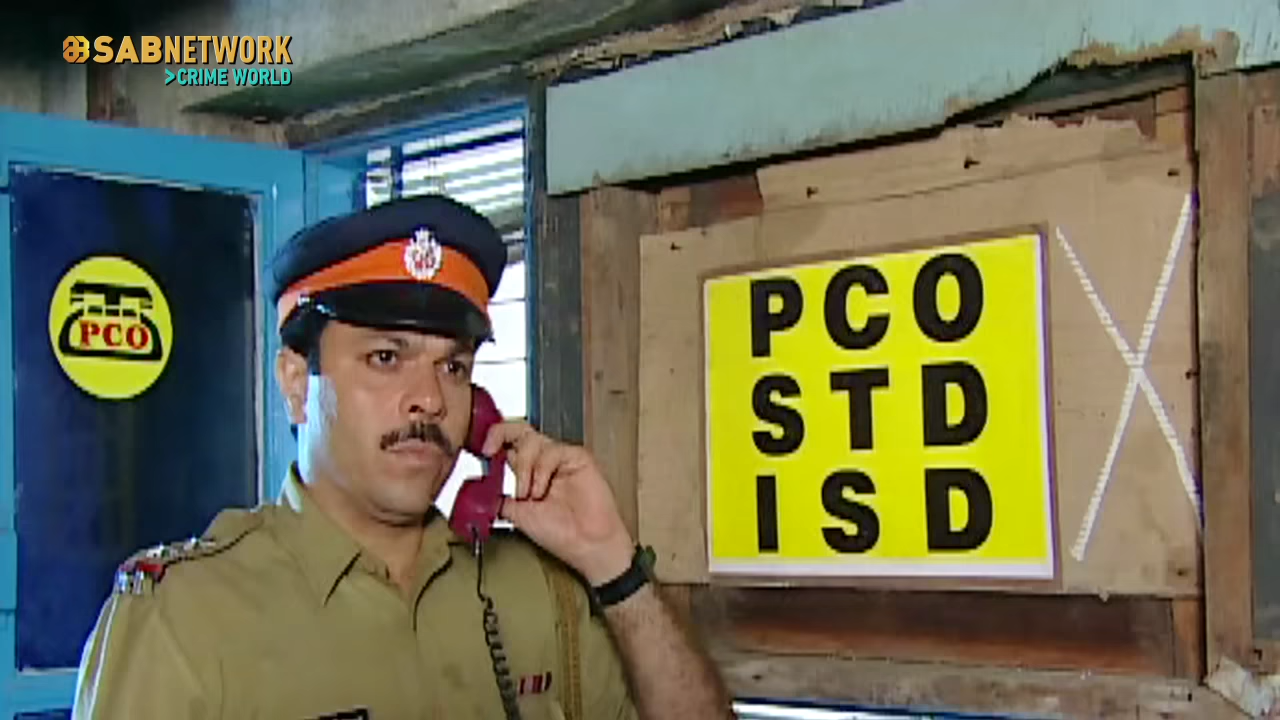 SABNETWORK
>CRIME WORLD
PCO
PCO
STD
ISD